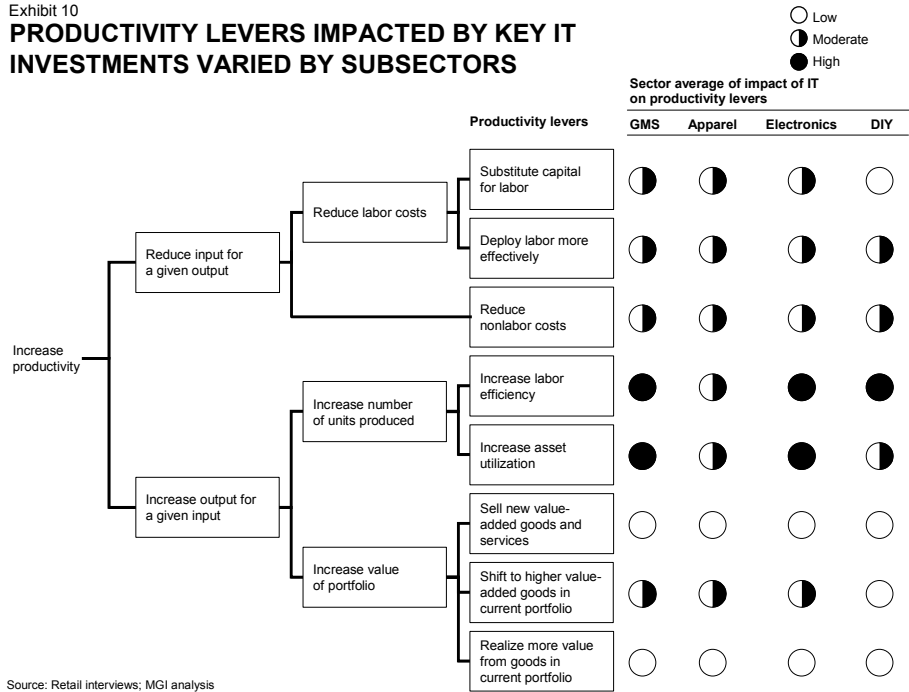 Exhibit 10
PRODUCTIVITY LEVERS IMPACTED BY KEY IT
INVESTMENTS VARIED BY SUBSECTORS
Low
Moderate
High
Sector average of impact of IT
on productivity levers
Productivity levers
GMS
Apparel
Electronics
DIY
Increase
productivity
Reduce input for
a given output
Increase output for
a given input
Reduce labor costs
Increase number
of units produced
Increase value
of portfolio
Substitute capital
for labor
Deploy labor more
effectively
Reduce
nonlabor costs
Increase labor
efficiency
Increase asset
utilization
Sell new value-
added goods and
services
Shift to higher value-
added goods in
current portfolio
Realize more value
from goods in
current portfolio
Source: Retail interviews; MGI analysis